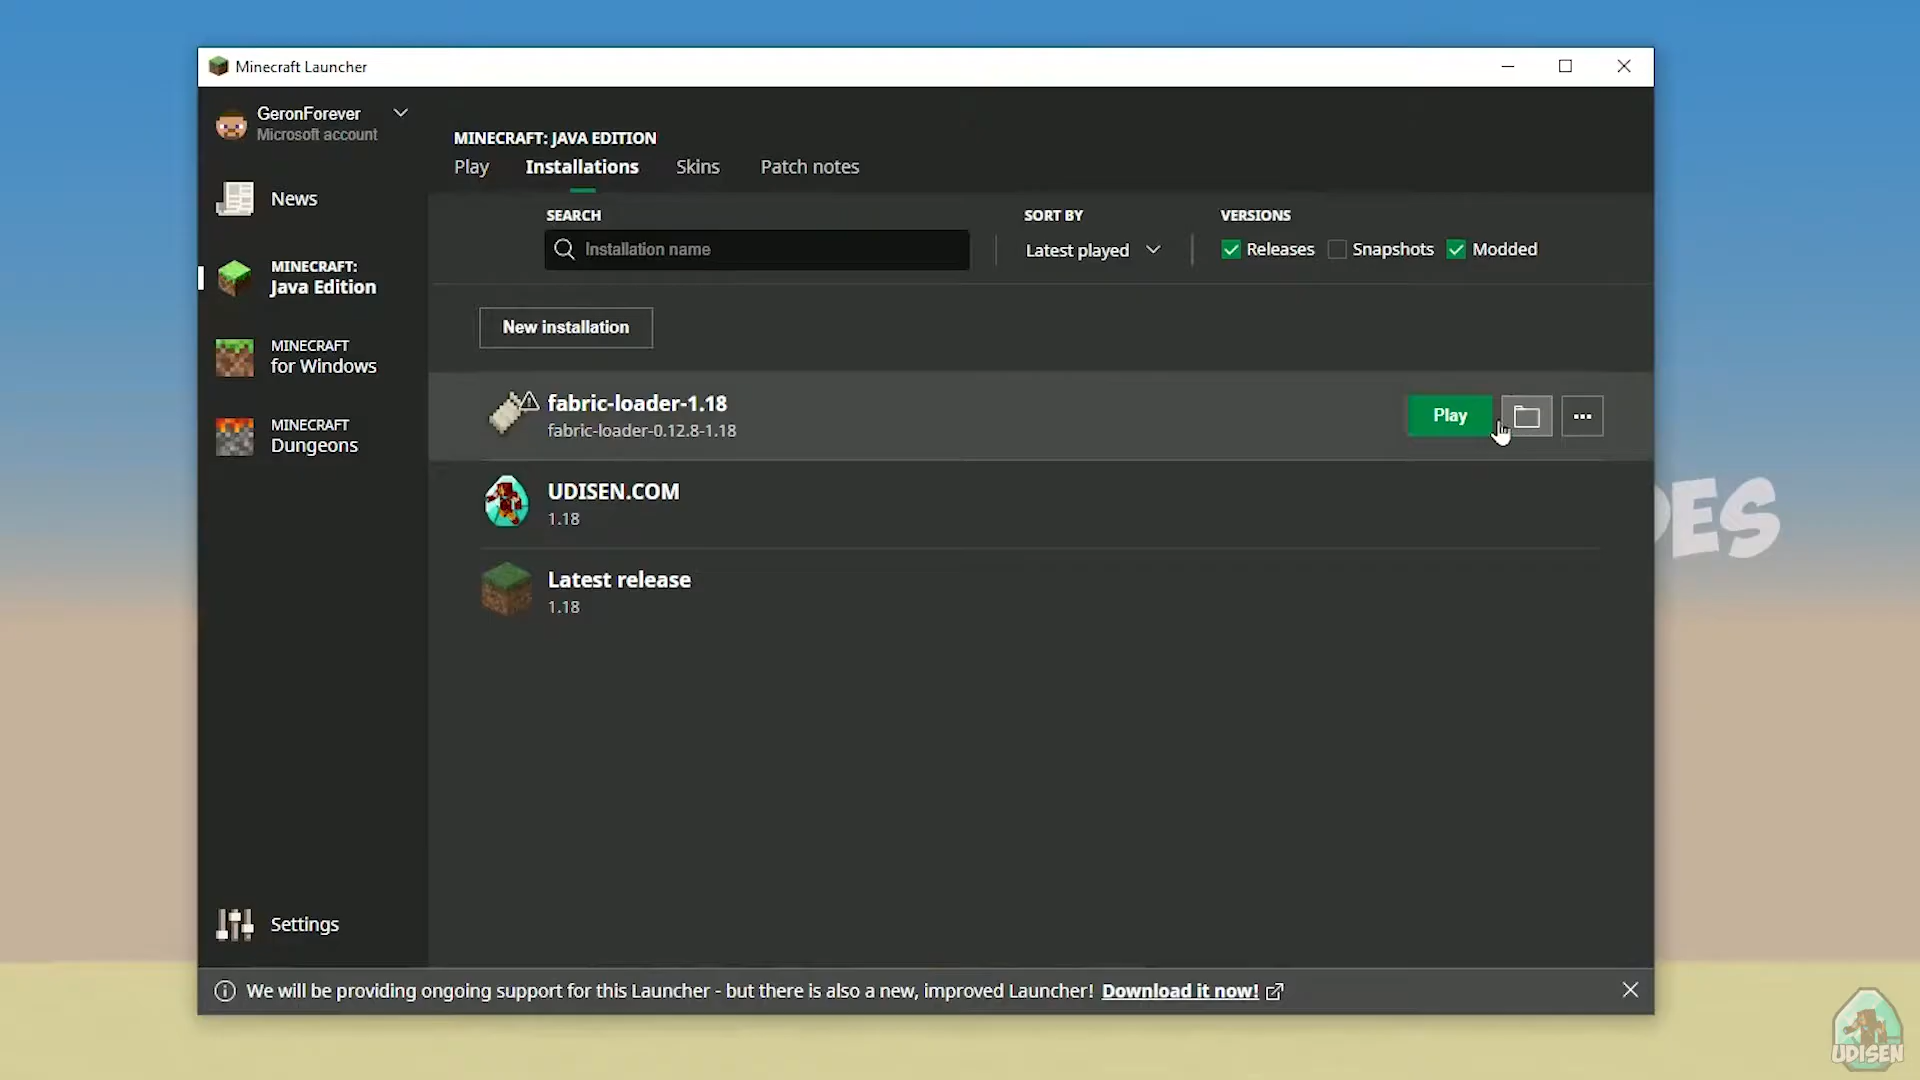 Minecraft Launcher
GeronForever
Microsoft account
News
MINECRAFT:
Java Edition
MINECRAFT
for Windows
MINECRAFT
Dungeons
Settings
MINECRAFT: JAVA EDITION
Play Installations Skins Patch notes
SEARCH SORT BY VERSIONS
Installation name Latest played Releases Snapshots Modded
New installation
fabric-loader-1.18
fabric-loader-0.12.8-1.18
Play
UDISEN.COM
1.18
Latest release
1.18
We will be providing ongoing support for this Launcher - but there is also a new, improved Launcher! Download it now!
UDISEN